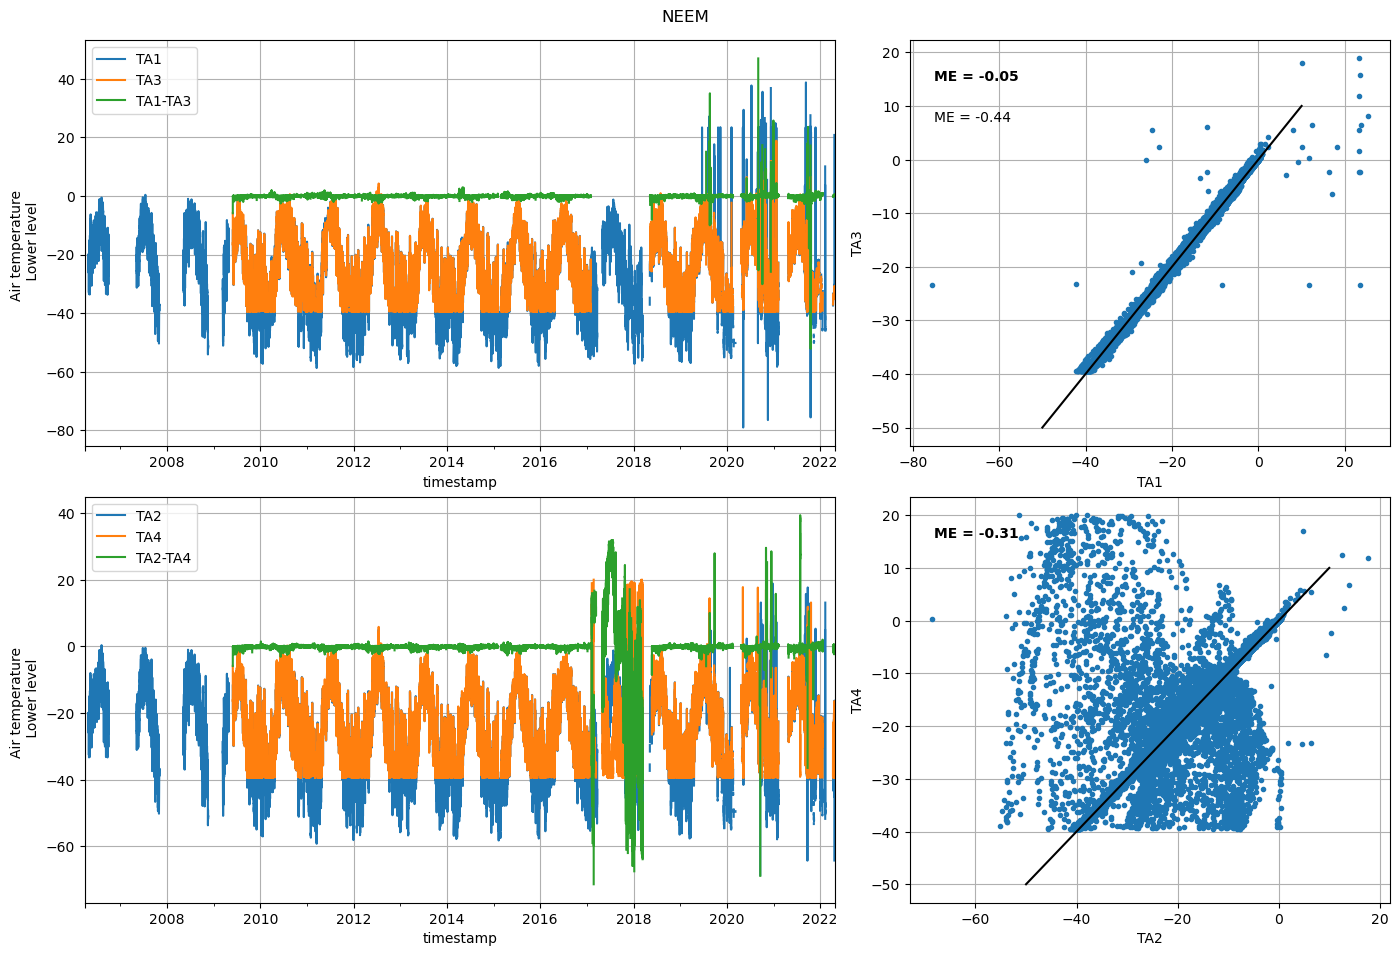 NEEM
TA1
TA3
TA1-TA3
40
20
0
−20
−40
−60
−80
Air temperature
Lower level
2008
2010
2012
2014
2016
2018
2020
2022
timestamp
ME = -0.05
ME = -0.44
20
10
0
−10
−20
−30
−40
−50
TA3
−80
−60
−40
−20
0
20
TA1
TA2
TA4
TA2-TA4
40
20
0
−20
−40
−60
Air temperature
Lower level
2008
2010
2012
2014
2016
2018
2020
2022
timestamp
ME = -0.31
20
10
0
−10
−20
−30
−40
−50
TA4
−60
−40
−20
0
20
TA2